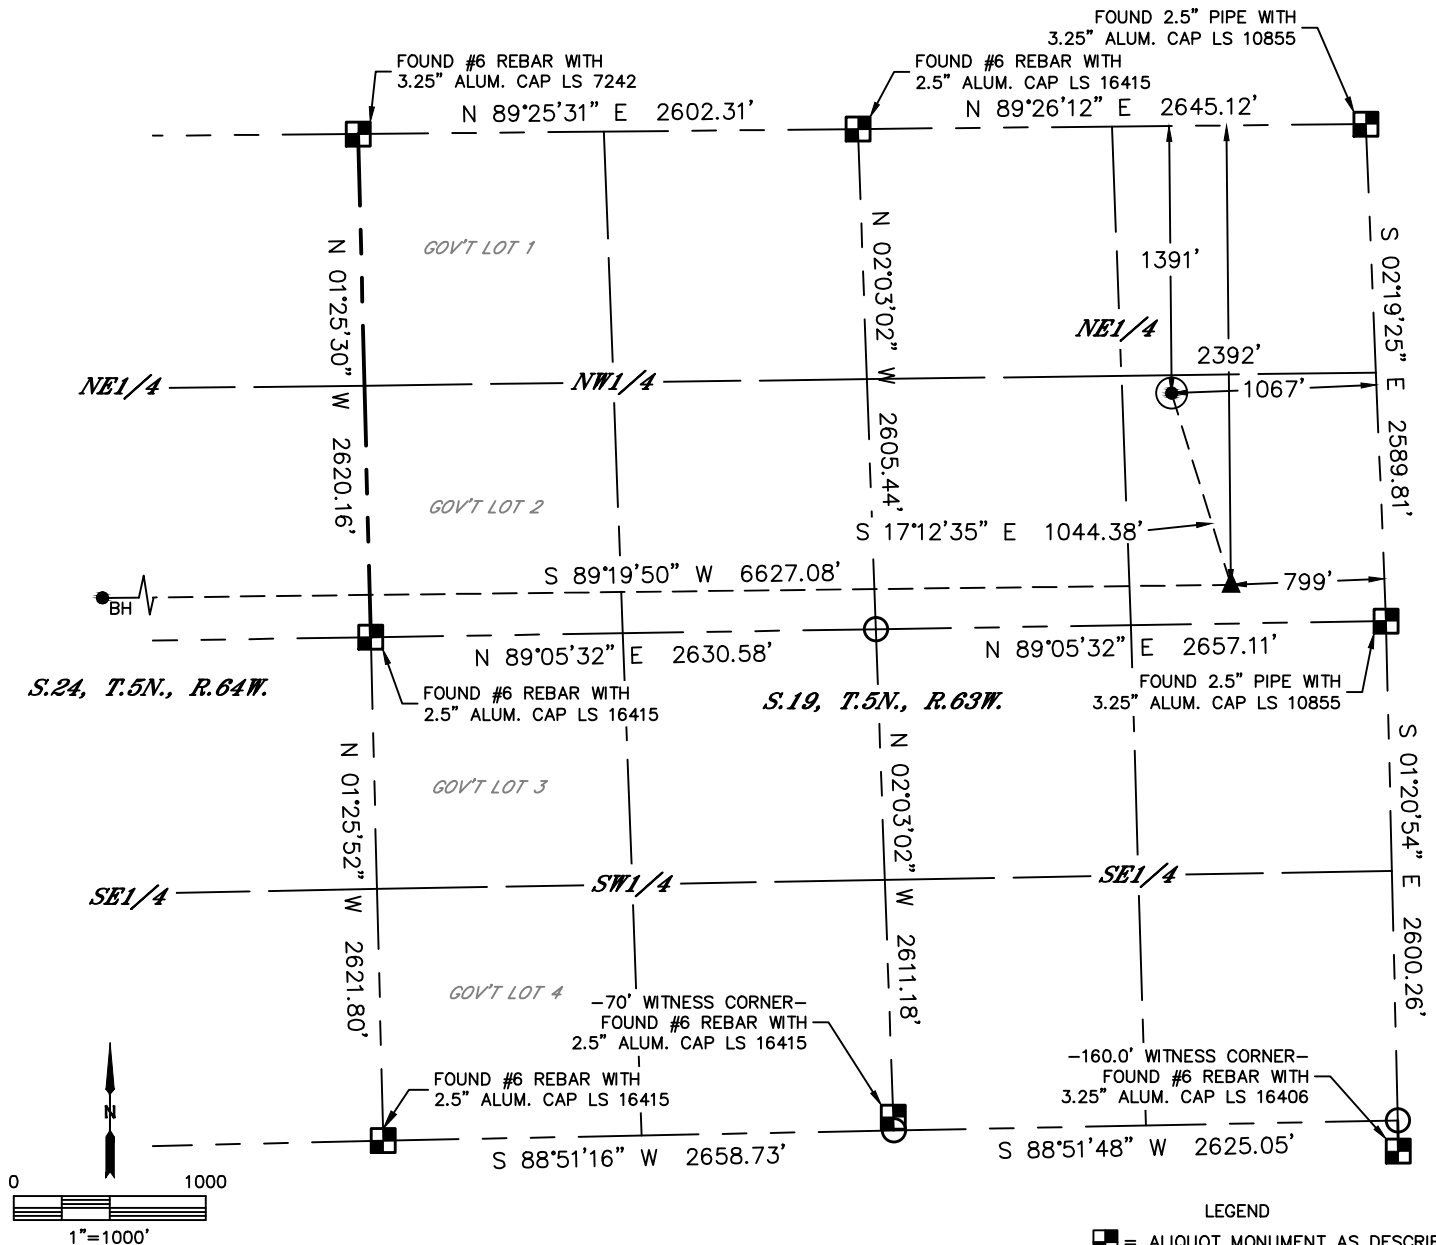 FOUND 2.5" PIPE WITH
3.25" ALUM. CAP LS 10855
FOUND #6 REBAR WITH
3.25" ALUM. CAP LS 7242
FOUND #6 REBAR WITH
2.5" ALUM. CAP LS 16415
N 89°25'31" E 2602.31'
N 89°26'12" E 2645.12'
N 01°25'30" W 2620.16'
GOV'T LOT 1
N 02°03'02" W 2605.44'
1391'
S 02°19'25" E 2589.81'
NE1/4
2392'
NE1/4
NW1/4
1067'
GOV'T LOT 2
S 17°12'35" E 1044.38'
S 89°19'50" W 6627.08'
799'
BH
N 89°05'32" E 2630.58'
N 89°05'32" E 2657.11'
S.24, T.5N., R.64W.
FOUND #6 REBAR WITH
2.5" ALUM. CAP LS 16415
S.19, T.5N., R.63W.
FOUND 2.5" PIPE WITH
3.25" ALUM. CAP LS 10855
N 01°25'52" W 2621.80'
GOV'T LOT 3
N 02°03'02" W 2611.18'
S 01°20'54" E 2600.26'
SE1/4
SW1/4
SE1/4
GOV'T LOT 4
-70' WITNESS CORNER-
FOUND #6 REBAR WITH
2.5" ALUM. CAP LS 16415
-160.0' WITNESS CORNER-
FOUND #6 REBAR WITH
3.25" ALUM. CAP LS 16406
FOUND #6 REBAR WITH
2.5" ALUM. CAP LS 16415
N
S 88°51'16" W 2658.73'
S 88°51'48" W 2625.05'
0 1000
1"=1000'
LEGEND
= ALIQUOT MONUMENT AS